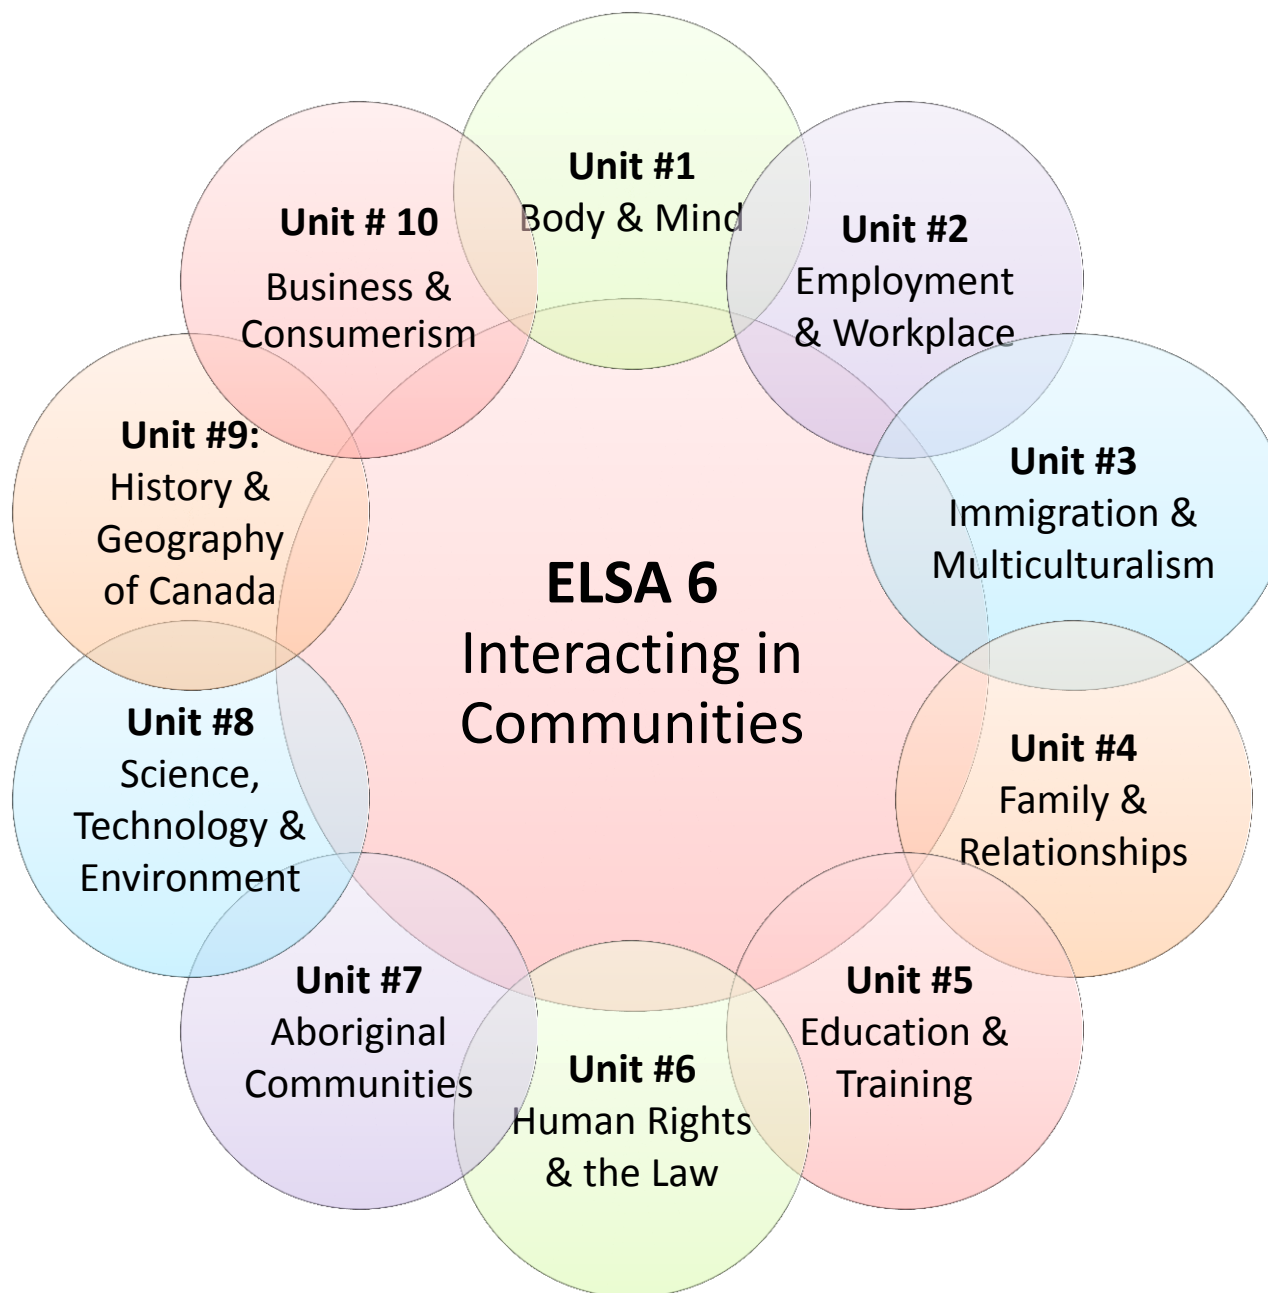 Unit #1
Body & Mind
Unit #2
Employment
& Workplace
Unit #3
Immigration &
Multiculturalism
Unit #4
Family &
Relationships
Unit #5
Education &
Training
Unit #6
Human Rights
& the Law
Unit #7
Aboriginal
Communities
Unit #8
Science,
Technology &
Environment
Unit #9:
History &
Geography
of Canada
Unit # 10
Business &
Consumerism
ELSA 6
Interacting in
Communities